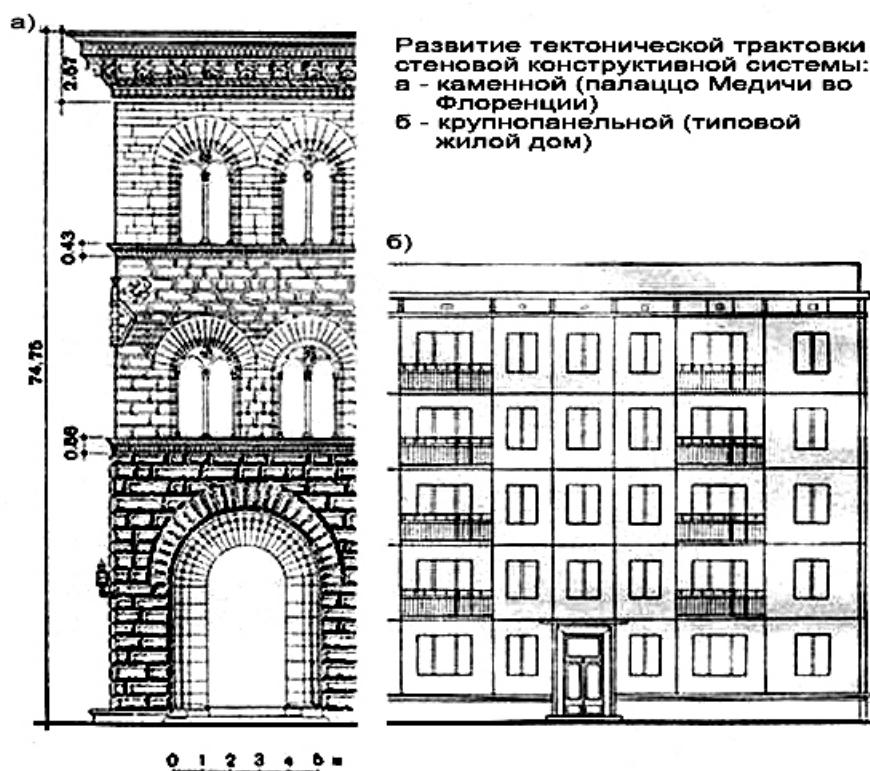 а)
Развитие тектонической трактовки
стеновой конструктивной системы:
а - каменной (палаццо Медичи во
Флоренции)
б - крупнопанельной (типовой
жилой дом)
2.67
0.43
74,75
0.86
б)
0 1 2 3 4 5 м